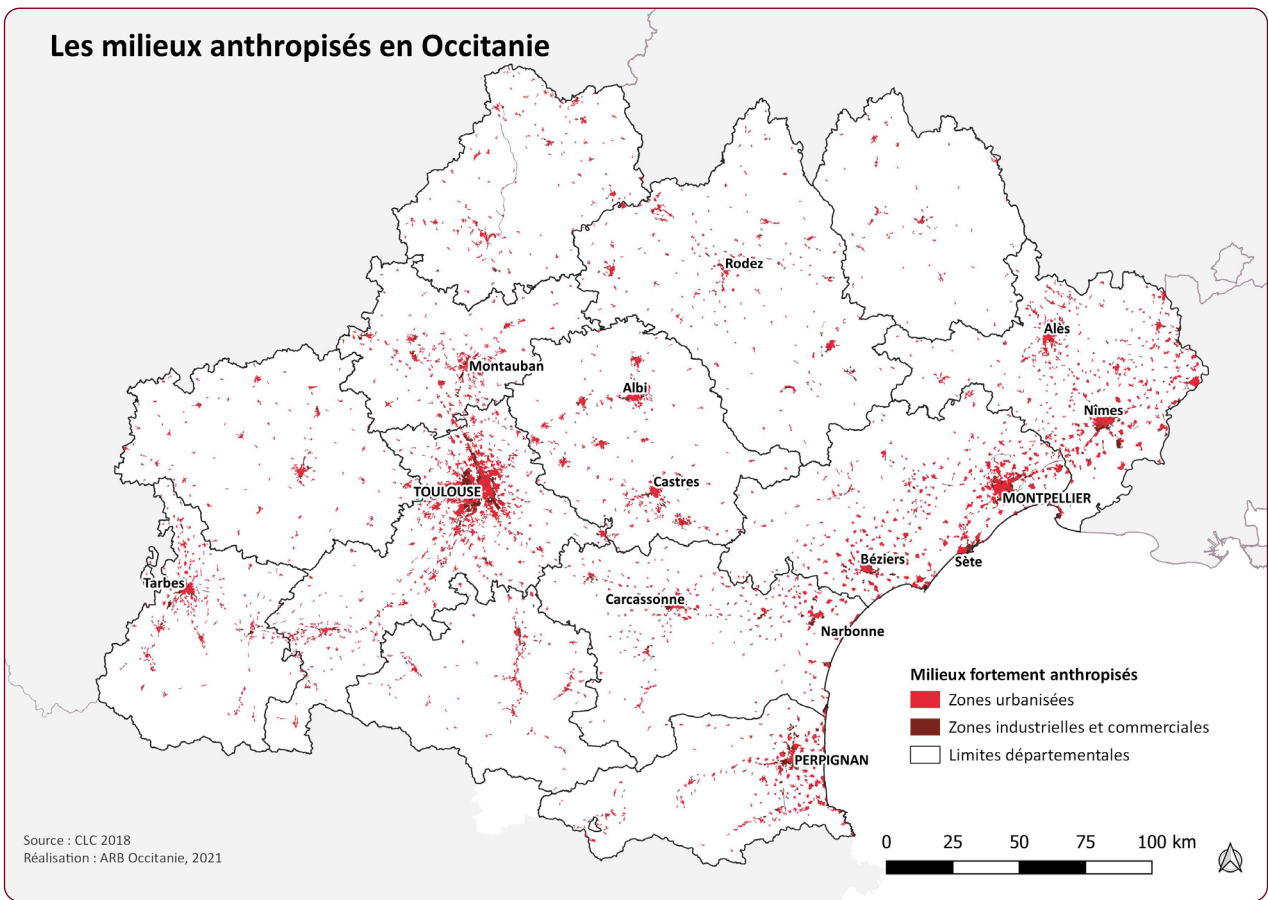 Les milieux anthropisés en Occitanie
Rodez
Alès
Montauban
Albi
Nîmes
Castres
TOULOUSE
MONTPELLIER
Béziers
Sète
Tarbes
Carcassonne
Narbonne
PERPIGNAN
Milieux fortement anthropisés
Zones urbanisées
Zones industrielles et commerciales
Limites départementales
Source : CLC 2018
Réalisation : ARB Occitanie, 2021
0 25 50 75 100 km